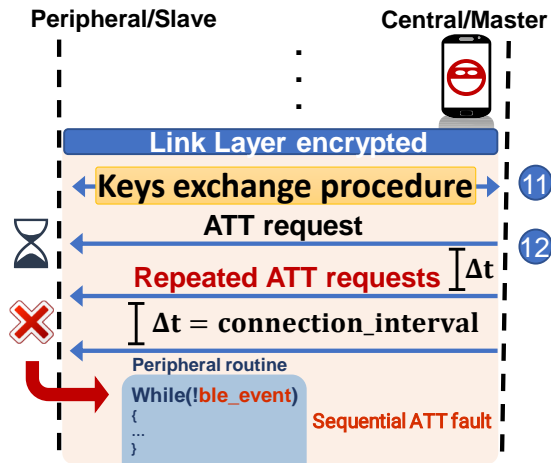 Peripheral/Slave
Central/Master
Link Layer encrypted
Keys exchange procedure
11
ATT request
12
Repeated ATT requests
Δt
Δt = connection_interval
Peripheral routine
While(!ble_event)
{
...
}
Sequential ATT fault